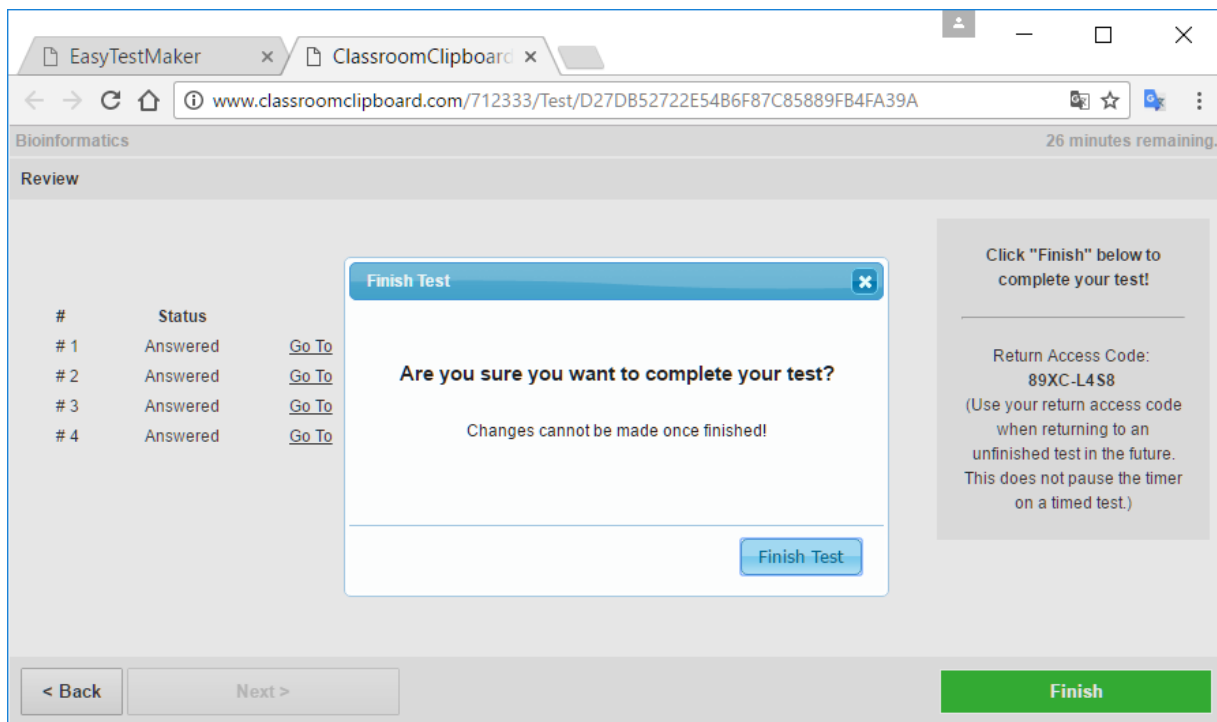 EasyTestMaker
ClassroomClipboard
www.classroomclipboard.com/712333/Test/D27DB52722E54B6F87C85889FB4FA39A
Bioinformatics
26 minutes remaining.
Review
# Status
# 1 Answered Go To
# 2 Answered Go To
# 3 Answered Go To
# 4 Answered Go To
Finish Test
Are you sure you want to complete your test?
Changes cannot be made once finished!
Finish Test
Click "Finish" below to
complete your test!
Return Access Code:
89XC-L4S8
(Use your return access code
when returning to an
unfinished test in the future.
This does not pause the timer
on a timed test.)
< Back
Next >
Finish